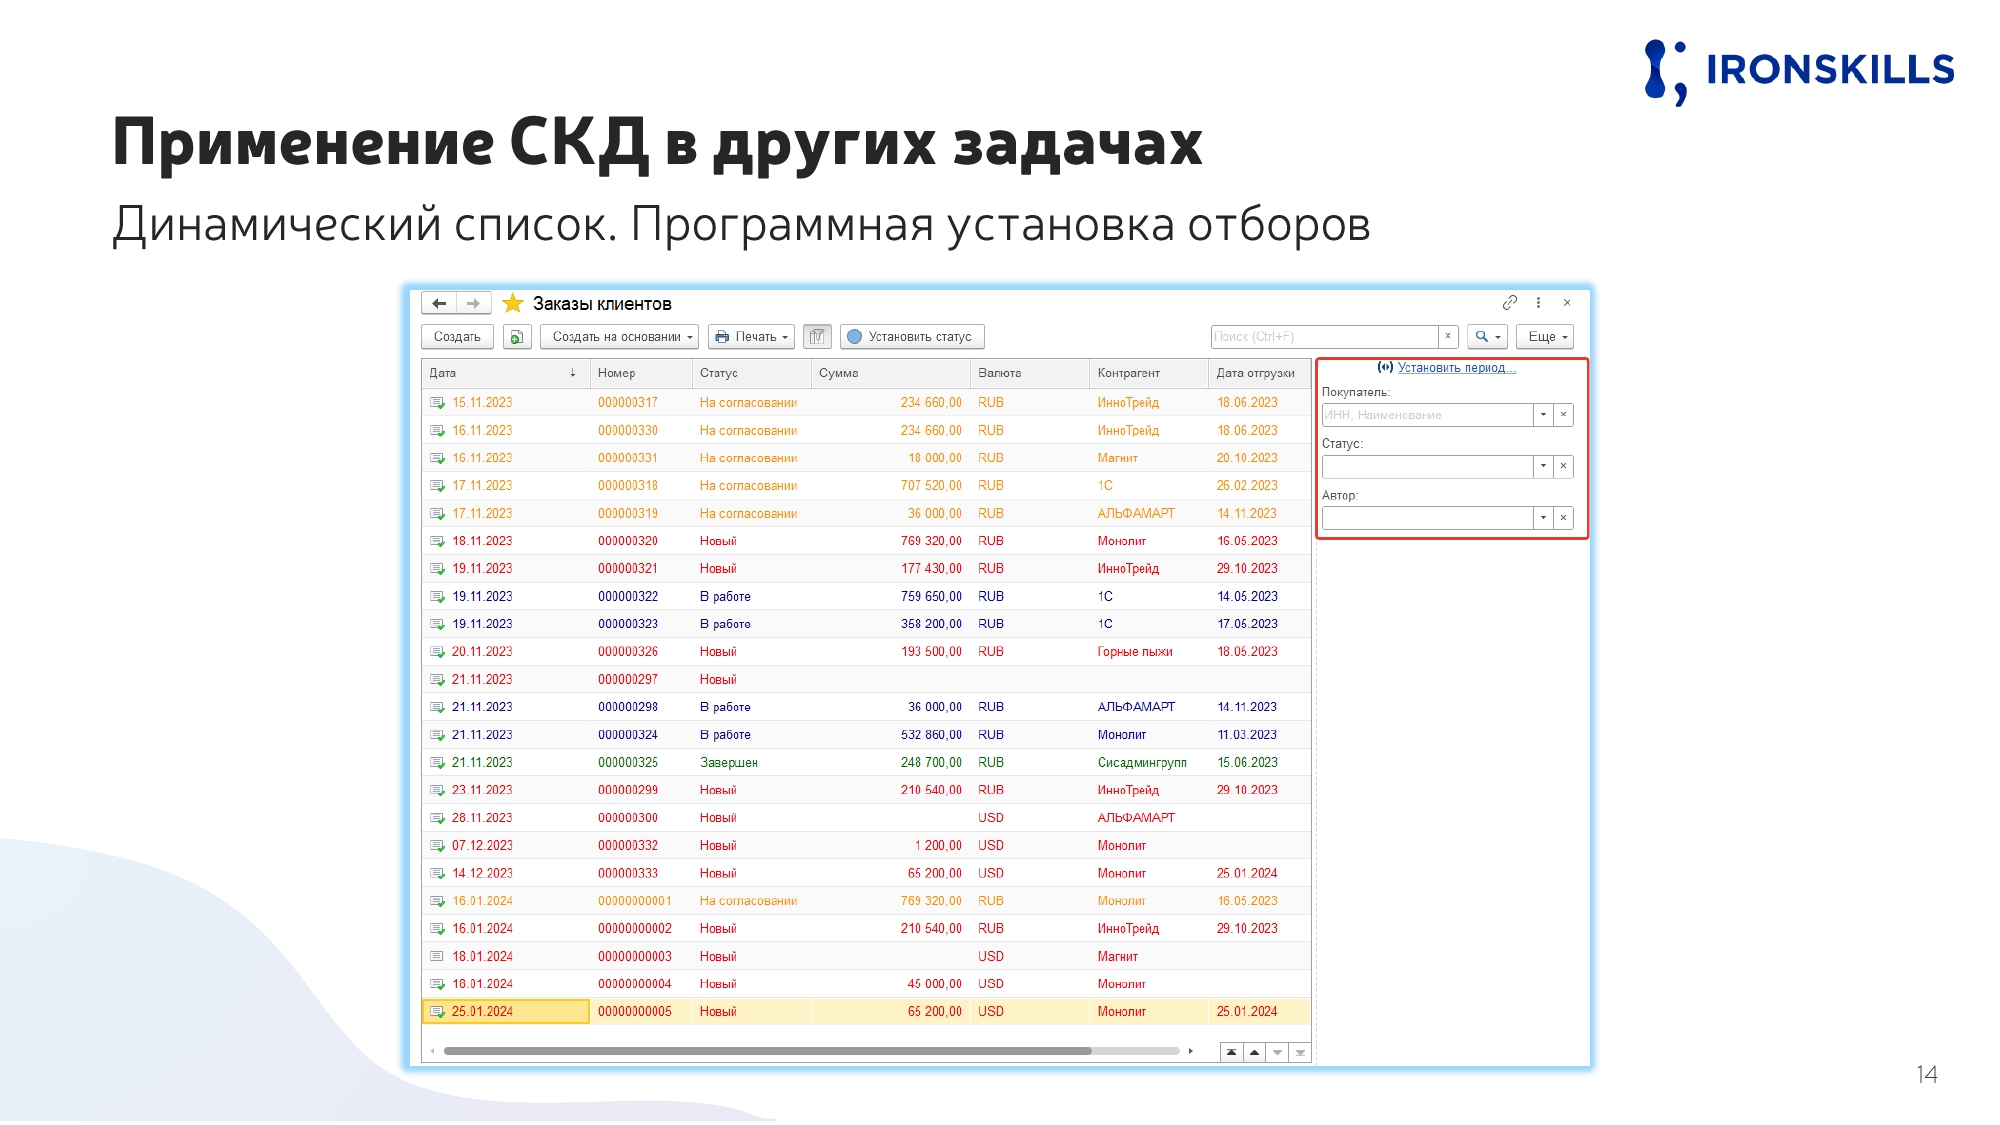 IRONSKILLS
Применение СКД в других задачах
Динамический список. Программная установка отборов
Заказы клиентов
Создать Создать на основании Печать Установить статус Поиск (Ctrl+F) × Еще
Дата ↓ Номер Статус Сумма Валюта Контрагент Дата отгрузки
15.11.2023 000000317 На согласовании 234 660,00 RUB ИнноТрейд 18.06.2023
16.11.2023 000000330 На согласовании 234 660,00 RUB ИнноТрейд 18.06.2023
16.11.2023 000000331 На согласовании 18 000,00 RUB Магнит 20.10.2023
17.11.2023 000000318 На согласовании 707 520,00 RUB 1С 26.02.2023
17.11.2023 000000319 На согласовании 36 000,00 RUB АЛЬФАМАРТ 14.11.2023
18.11.2023 000000320 Новый 769 320,00 RUB Монолит 16.05.2023
19.11.2023 000000321 Новый 177 430,00 RUB ИнноТрейд 29.10.2023
19.11.2023 000000322 В работе 759 650,00 RUB 1С 14.05.2023
19.11.2023 000000323 В работе 358 200,00 RUB 1С 17.05.2023
20.11.2023 000000326 Новый 193 500,00 RUB Горные лыжи 18.05.2023
21.11.2023 000000297 Новый
21.11.2023 000000298 В работе 36 000,00 RUB АЛЬФАМАРТ 14.11.2023
21.11.2023 000000324 В работе 532 860,00 RUB Монолит 11.03.2023
21.11.2023 000000325 Завершен 248 700,00 RUB Сисадмингрупп 15.06.2023
23.11.2023 000000299 Новый 210 540,00 RUB ИнноТрейд 29.10.2023
28.11.2023 000000300 Новый USD АЛЬФАМАРТ
07.12.2023 000000332 Новый 1 200,00 USD Монолит
14.12.2023 000000333 Новый 65 200,00 USD Монолит 25.01.2024
16.01.2024 00000000001 На согласовании 769 320,00 RUB Монолит 16.05.2023
16.01.2024 00000000002 Новый 210 540,00 RUB ИнноТрейд 29.10.2023
18.01.2024 00000000003 Новый USD Магнит
18.01.2024 00000000004 Новый 45 000,00 USD Монолит
25.01.2024 00000000005 Новый 65 200,00 USD Монолит 25.01.2024
Установить период...
Покупатель:
ИНН, Наименование
Статус:
Автор:
14